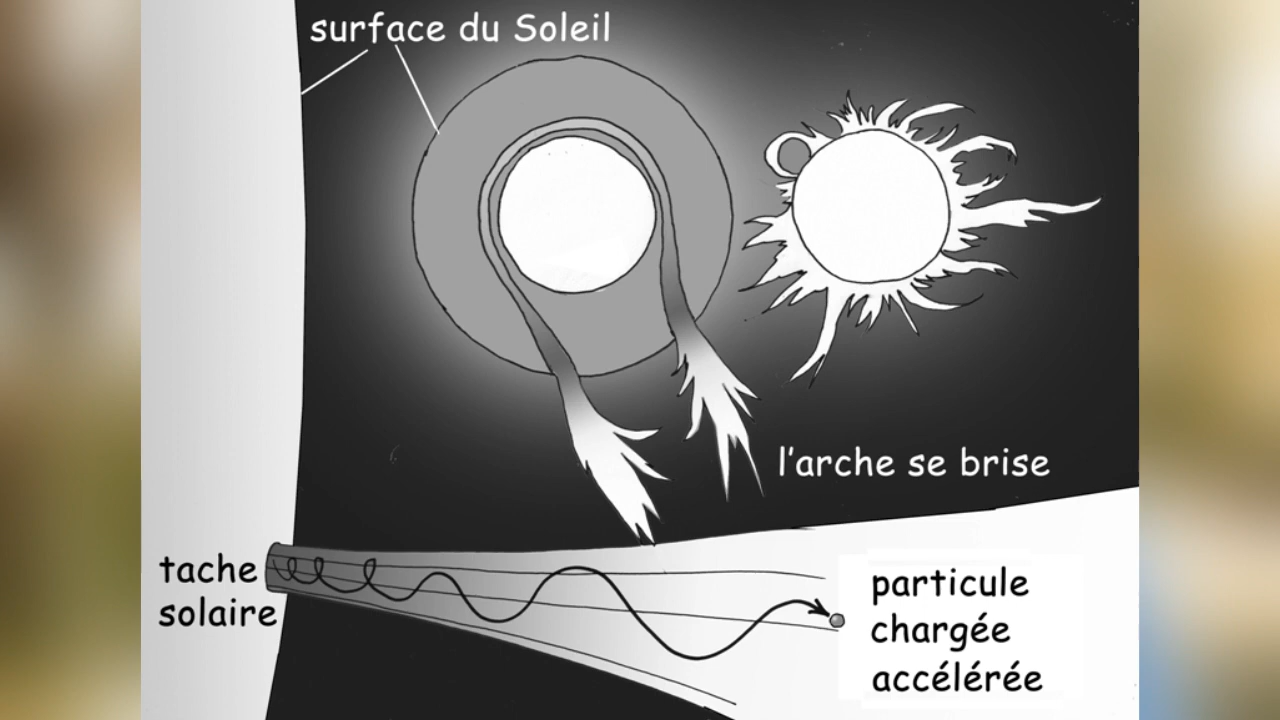 surface du Soleil
l'arche se brise
tache
solaire
particule
chargée
accélérée